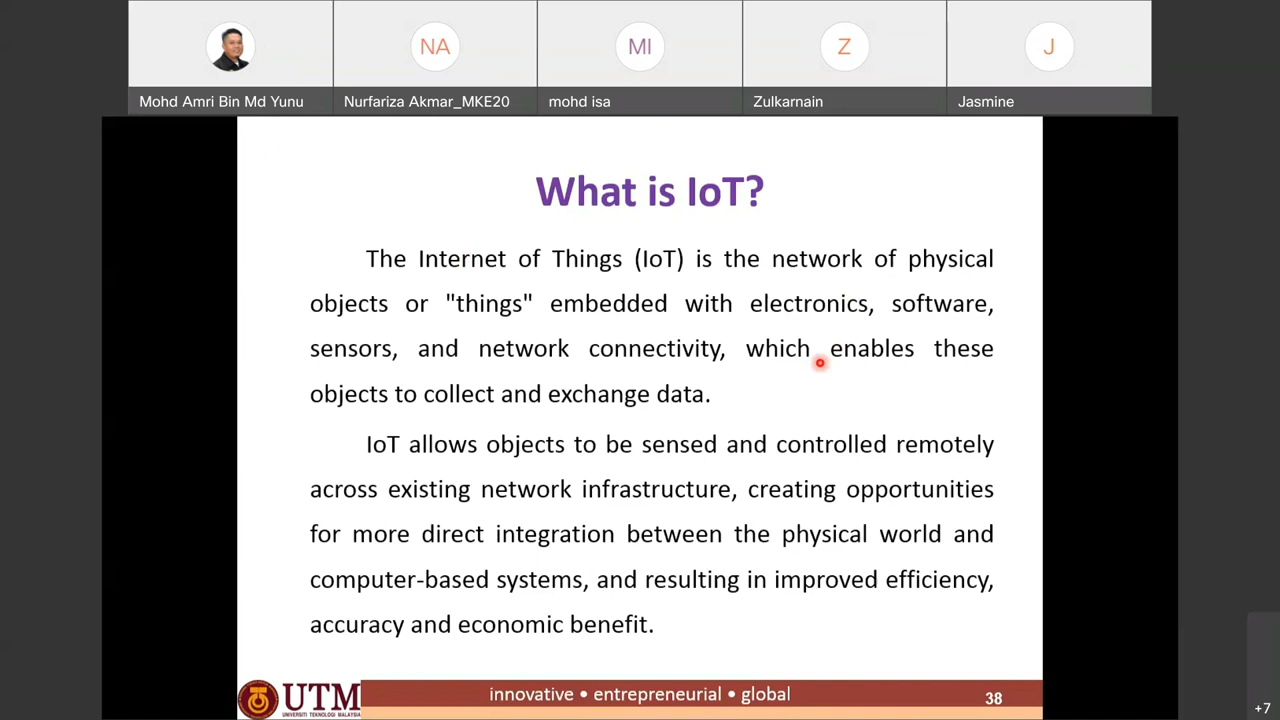 NA
MI
Z
J
Mohd Amri Bin Md Yunu
Nurfariza Akmar_MKE20
mohd isa
Zulkarnain
Jasmine
What is IoT?
The Internet of Things (IoT) is the network of physical
objects or "things" embedded with electronics, software,
sensors, and network connectivity, which enables these
objects to collect and exchange data.
IoT allows objects to be sensed and controlled remotely
across existing network infrastructure, creating opportunities
for more direct integration between the physical world and
computer-based systems, and resulting in improved efficiency,
accuracy and economic benefit.
UTM
UNIVERSITI TEKNOLOGI MALAYSIA
innovative • entrepreneurial • global
38
+7